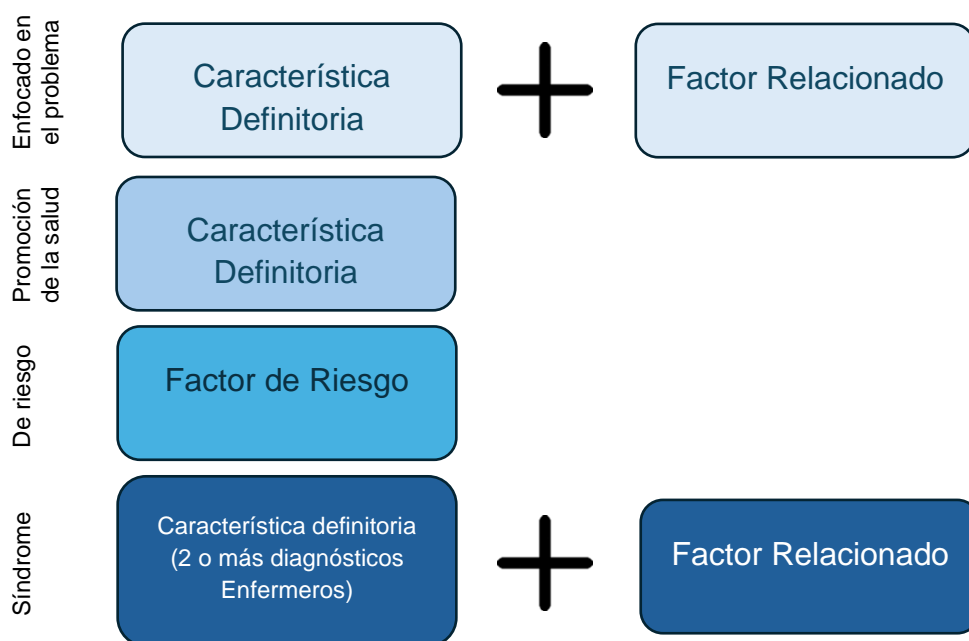 Enfocado en
el problema
Característica
Definitoria
Factor Relacionado
Promoción
de la salud
Característica
Definitoria
De riesgo
Factor de Riesgo
Síndrome
Característica definitoria
(2 o más diagnósticos
Enfermeros)
Factor Relacionado